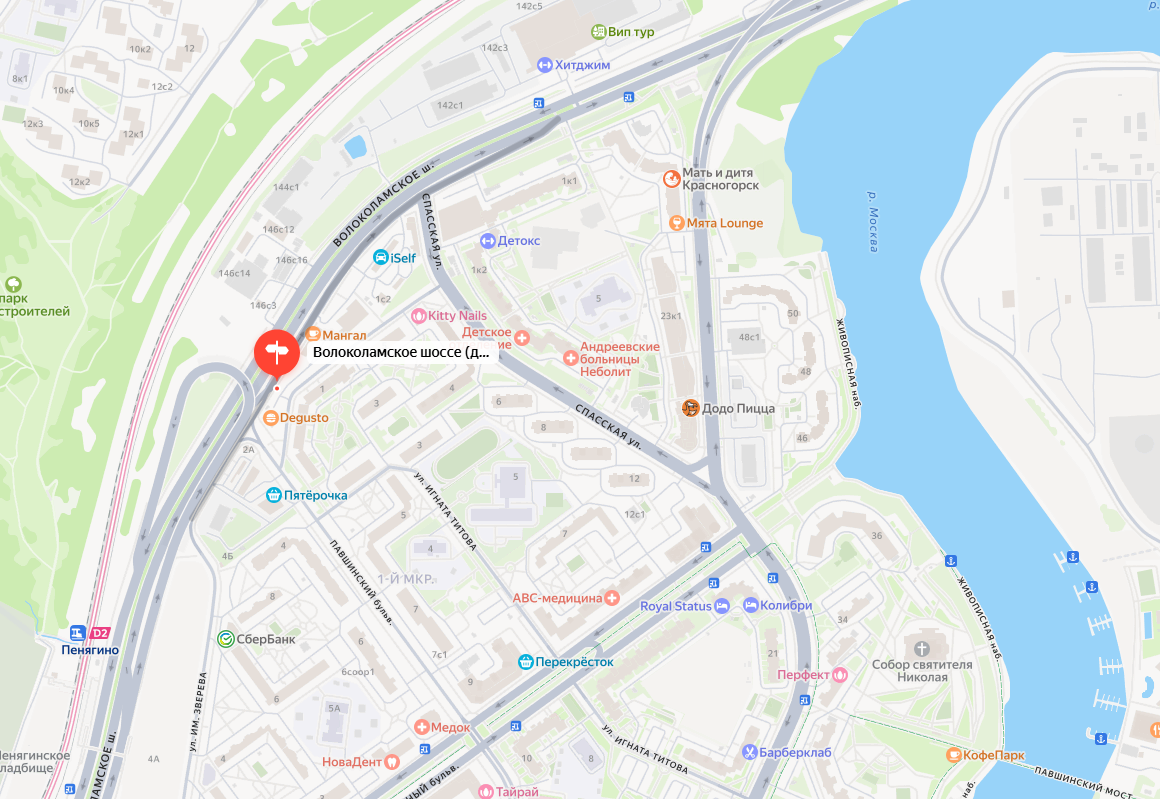 142с5
Вип тур
142с3
Хитджим
142с1
10к2
12
8к1
10к4
12с2
12к3
10к5
12к1
12к2
ВОЛОКОЛАМСКОЕ Ш.
44с1
146с12
146с16
146с14
146с3
парк
строителей
СПАССКАЯ УЛ.
1к1
Мать и дитя
Красногорск
Мята Lounge
р. Москва
Детокс
iSelf
1к2
1с2
5
Kitty Nails
Мангал
Детское
Андреевские
больницы
Неболит
Волоколамское шоссе (д...
23к1
50
48с1
48
46
ЖИВОПИСНАЯ НАБ.
Додо Пицца
1
3
4
6
8
СПАССКАЯ УЛ.
Degusto
2А
3
5
12
12с1
Пятёрочка
УЛ. ИГНАТА ТИТОВА
5
4
7
36
4Б
ПАВШИНСКИЙ БУЛЬВ.
1-Й МКР.
8
7
АВС-медицина
Royal Status
Колибри
ЖИВОПИСНАЯ НАБ.
34
D2
Пенягино
СберБанк
6
6соор1
7с1
Перекрёсток
9
21
Перфект
Собор святителя
Николая
УЛ. ИМ. ЗВЕРЕВА
5А
Медок
НоваДент
УЛ. ИГНАТА ТИТОВА
10
8
Барберклаб
КофеПарк
4А
Тайрай
ПАВШИНСКИЙ МОСТ
НАБ.